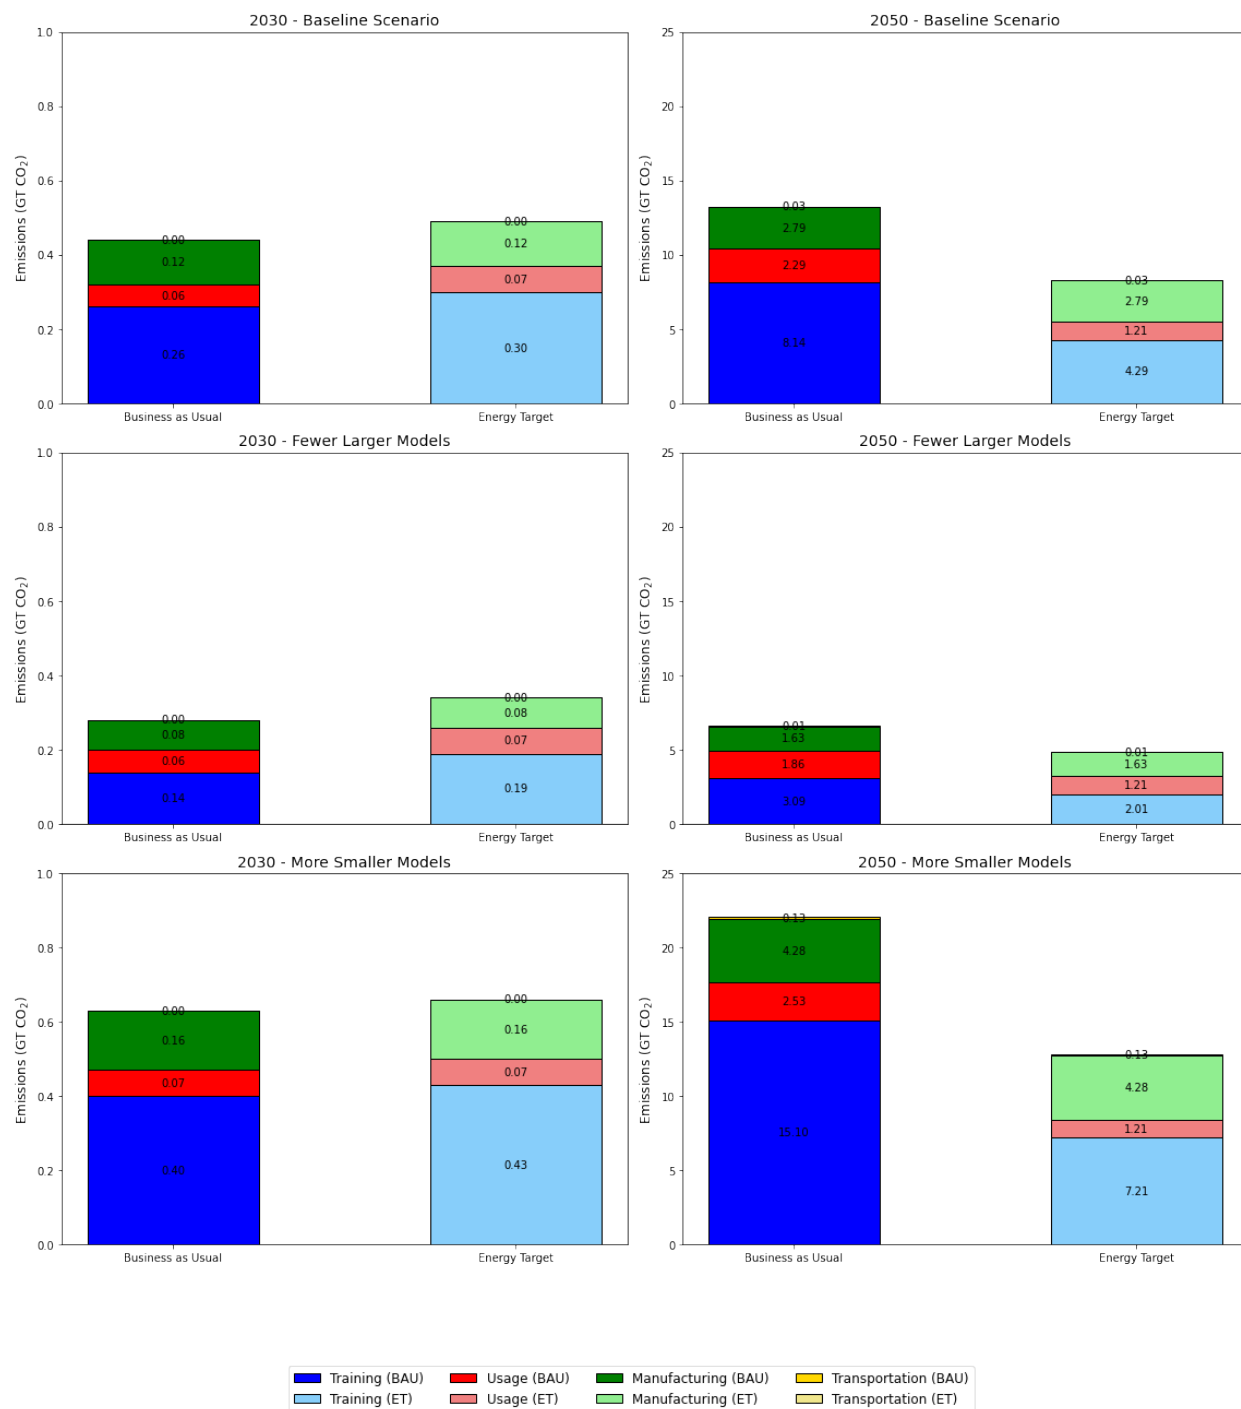 2030 - Baseline Scenario
1.0
0.8
0.6
0.4
0.2
0.0
Emissions (GT CO₂)
0.00
0.12
0.06
0.26
0.00
0.12
0.07
0.30
Business as Usual
Energy Target
2050 - Baseline Scenario
25
20
15
10
5
0
Emissions (GT CO₂)
0.03
2.79
2.29
8.14
0.03
2.79
1.21
4.29
Business as Usual
Energy Target
2030 - Fewer Larger Models
1.0
0.8
0.6
0.4
0.2
0.0
Emissions (GT CO₂)
0.00
0.08
0.06
0.14
0.00
0.08
0.07
0.19
Business as Usual
Energy Target
2050 - Fewer Larger Models
25
20
15
10
5
0
Emissions (GT CO₂)
0.01
1.63
1.86
3.09
0.01
1.63
1.21
2.01
Business as Usual
Energy Target
2030 - More Smaller Models
1.0
0.8
0.6
0.4
0.2
0.0
Emissions (GT CO₂)
0.00
0.16
0.07
0.40
0.00
0.16
0.07
0.43
Business as Usual
Energy Target
2050 - More Smaller Models
25
20
15
10
5
0
Emissions (GT CO₂)
0.13
4.28
2.53
15.10
0.13
4.28
1.21
7.21
Business as Usual
Energy Target
Training (BAU)
Usage (BAU)
Manufacturing (BAU)
Transportation (BAU)
Training (ET)
Usage (ET)
Manufacturing (ET)
Transportation (ET)